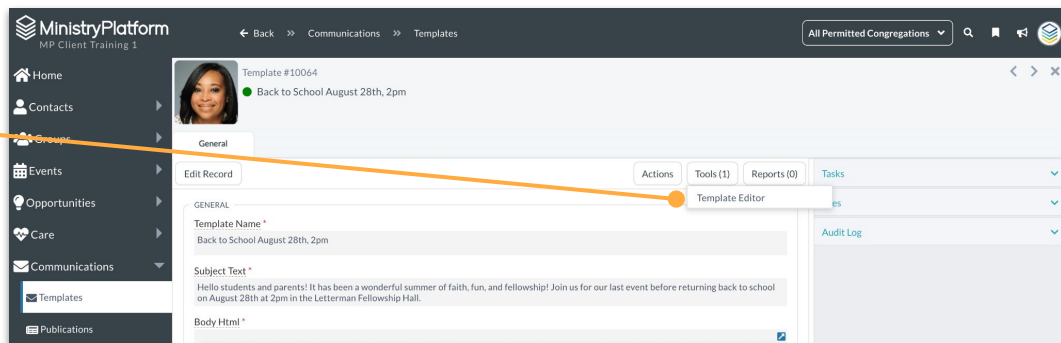 MinistryPlatform
MP Client Training 1
Back » Communications » Templates
All Permitted Congregations
Home
Contacts
Groups
Events
Opportunities
Care
Communications
Templates
Publications
Template #10064
Back to School August 28th, 2pm
General
Edit Record
Actions
Tools (1)
Reports (0)
Template Editor
GENERAL
Template Name *
Back to School August 28th, 2pm
Subject Text *
Hello students and parents! It has been a wonderful summer of faith, fun, and fellowship! Join us for our last event before returning back to school
on August 28th at 2pm in the Letterman Fellowship Hall.
Body Html *
Tasks
Audit Log